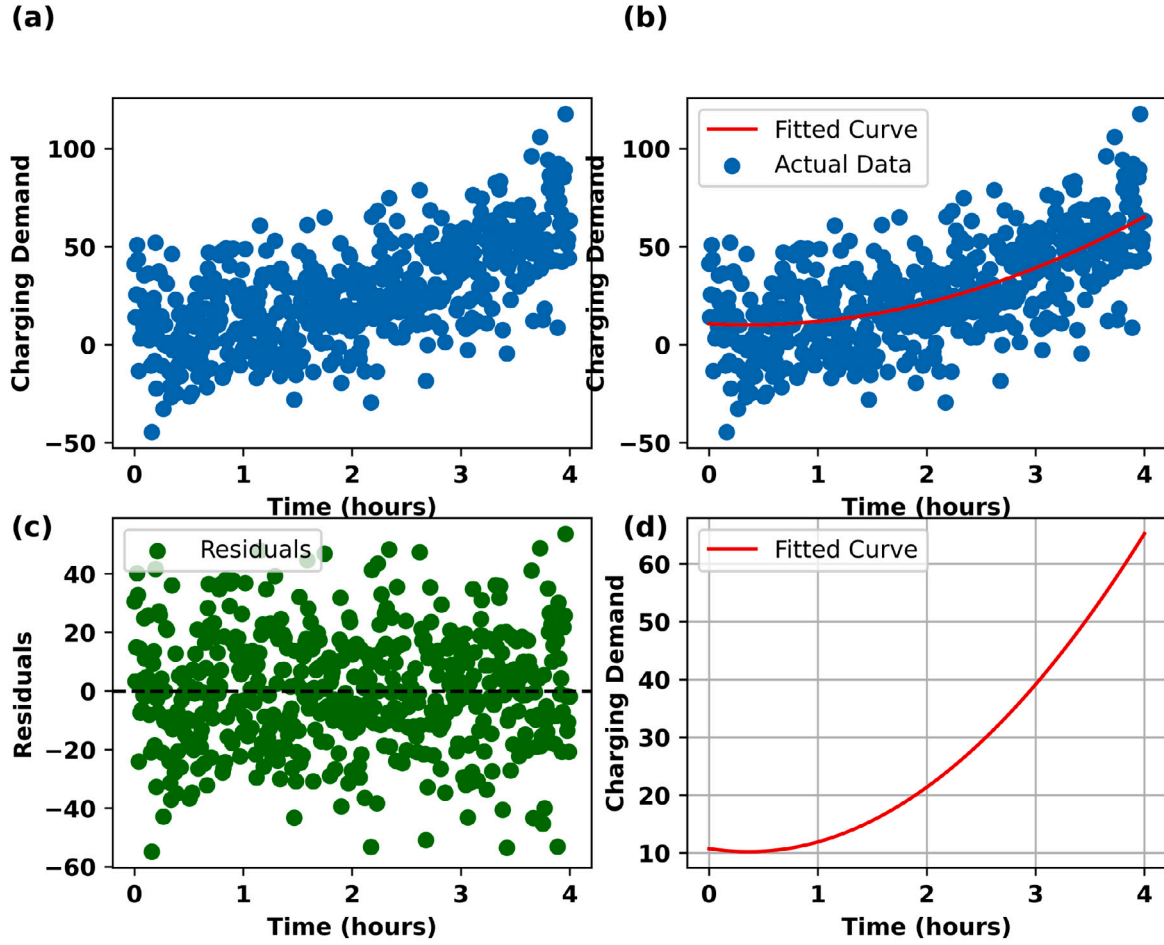 (a)
Charging Demand
100
50
0
−50
0 1 2 3 4
Time (hours)
(b)
Charging Demand
Fitted Curve
Actual Data
100
50
0
−50
0 1 2 3 4
Time (hours)
(c)
Residuals
Residuals
40
20
0
−20
−40
−60
0 1 2 3 4
Time (hours)
(d)
Charging Demand
Fitted Curve
60
50
40
30
20
10
0 1 2 3 4
Time (hours)